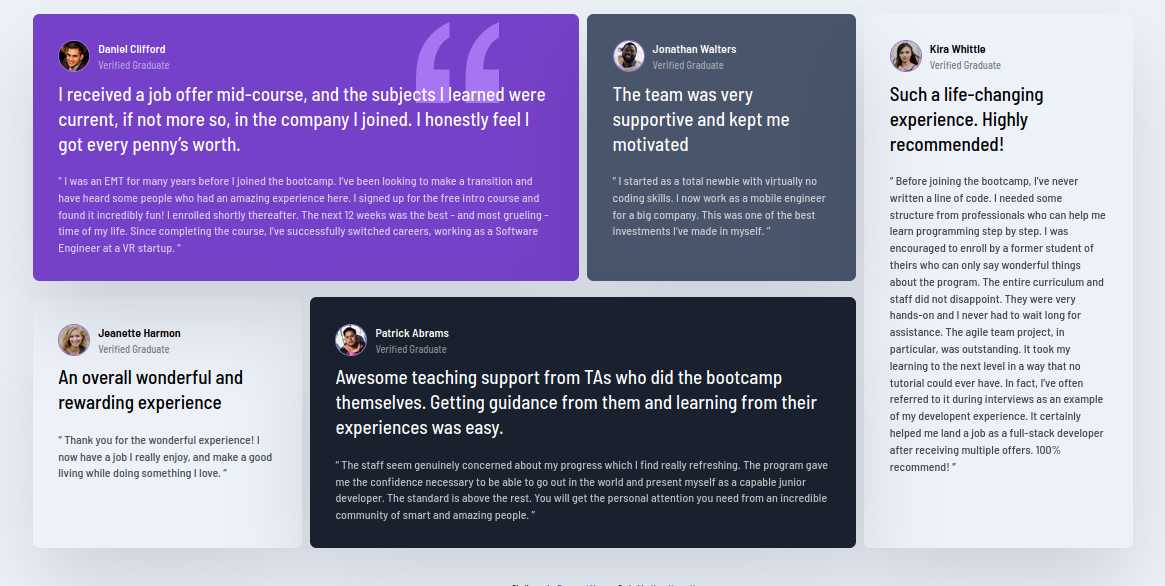 Daniel Clifford
Verified Graduate
I received a job offer mid-course, and the subjects I learned were
current, if not more so, in the company I joined. I honestly feel I
got every penny’s worth.
“ I was an EMT for many years before I joined the bootcamp. I’ve been looking to make a transition and
have heard some people who had an amazing experience here. I signed up for the free intro course and
found it incredibly fun! I enrolled shortly thereafter. The next 12 weeks was the best - and most grueling -
time of my life. Since completing the course, I’ve successfully switched careers, working as a Software
Engineer at a VR startup. ”
Jonathan Walters
Verified Graduate
The team was very
supportive and kept me
motivated
“ I started as a total newbie with virtually no
coding skills. I now work as a mobile engineer
for a big company. This was one of the best
investments I’ve made in myself. ”
Kira Whittle
Verified Graduate
Such a life-changing
experience. Highly
recommended!
“ Before joining the bootcamp, I’ve never
written a line of code. I needed some
structure from professionals who can help me
learn programming step by step. I was
encouraged to enroll by a former student of
theirs who can only say wonderful things
about the program. The entire curriculum and
staff did not disappoint. They were very
hands-on and I never had to wait long for
assistance. The agile team project, in
particular, was outstanding. It took my
learning to the next level in a way that no
tutorial could ever have. In fact, I’ve often
referred to it during interviews as an example
of my developent experience. It certainly
helped me land a job as a full-stack developer
after receiving multiple offers. 100%
recommend! ”
Jeanette Harmon
Verified Graduate
An overall wonderful and
rewarding experience
“ Thank you for the wonderful experience! I
now have a job I really enjoy, and make a good
living while doing something I love. ”
Patrick Abrams
Verified Graduate
Awesome teaching support from TAs who did the bootcamp
themselves. Getting guidance from them and learning from their
experiences was easy.
“ The staff seem genuinely concerned about my progress which I find really refreshing. The program gave
me the confidence necessary to be able to go out in the world and present myself as a capable junior
developer. The standard is above the rest. You will get the personal attention you need from an incredible
community of smart and amazing people. ”